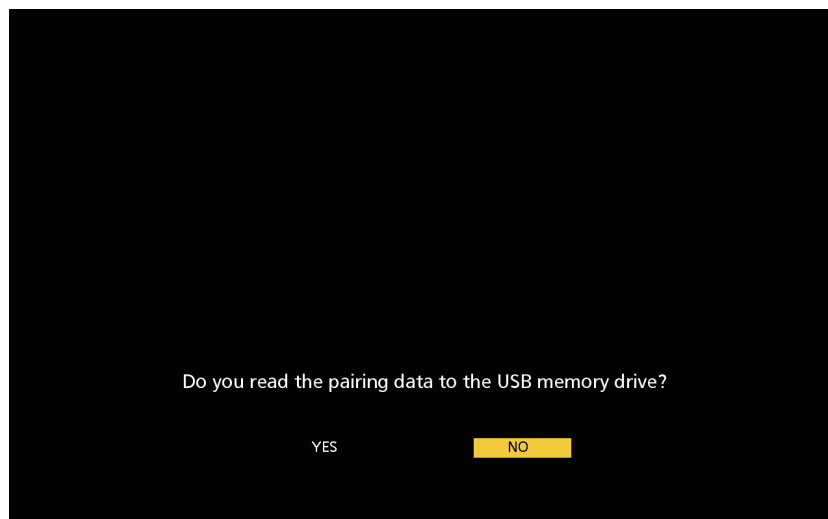 Do you read the pairing data to the USB memory drive?
YES NO